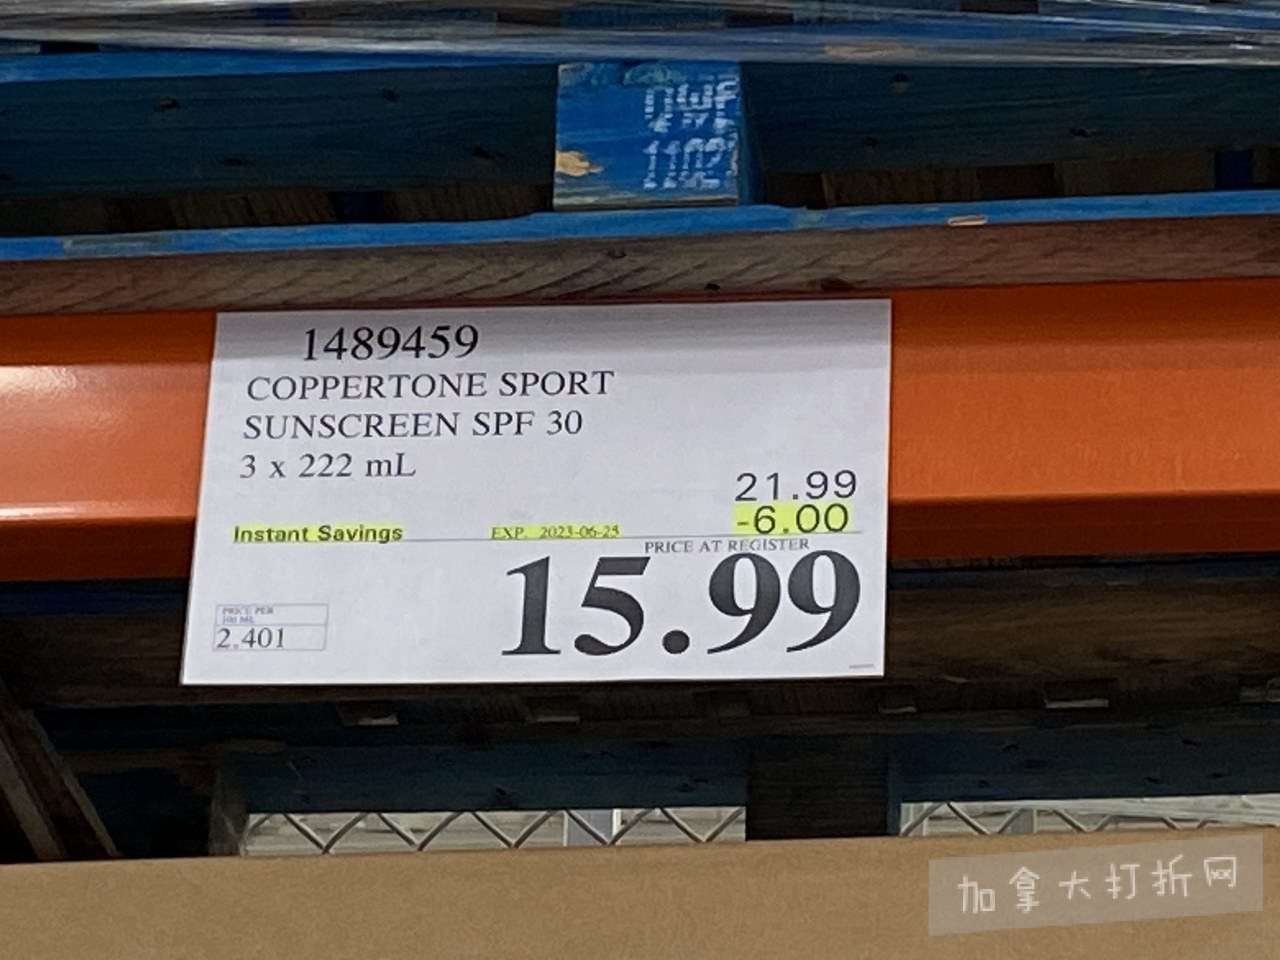 1489459
COPPERTONE SPORT
SUNSCREEN SPF 30
3 x 222 mL
21.99
Instant Savings EXP. 2023-06-25 -6.00
PRICE AT REGISTER
15.99
PRICE PER
100 ML
2.401
加拿大打折网